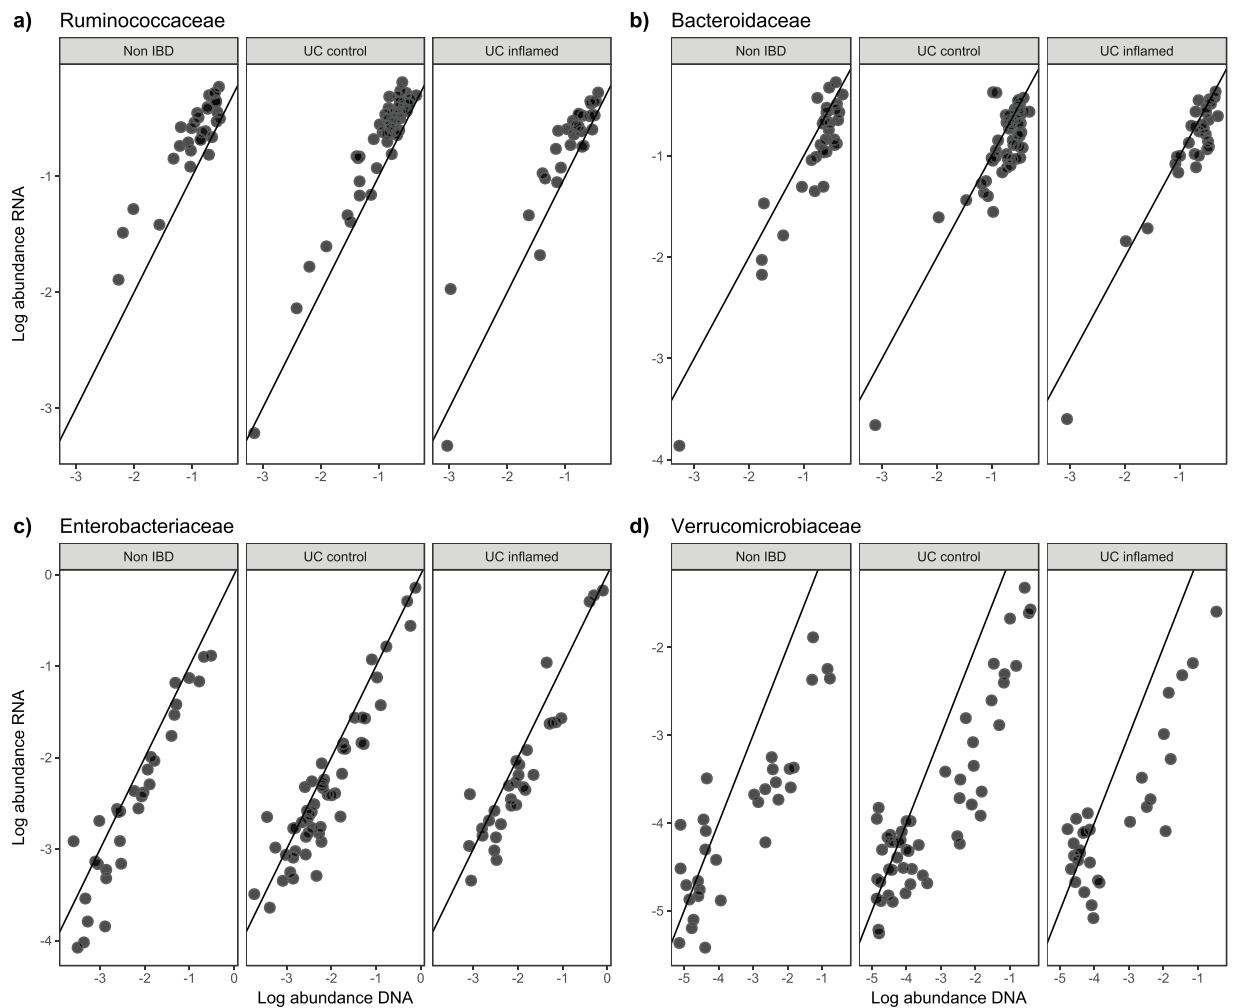 a) Ruminococcaceae
Non IBD UC control UC inflamed
Log abundance RNA
-1
-2
-3
-3 -2 -1 -3 -2 -1 -3 -2 -1
b) Bacteroidaceae
Non IBD UC control UC inflamed
-1
-2
-3
-4
-3 -2 -1 -3 -2 -1 -3 -2 -1
c) Enterobacteriaceae
Non IBD UC control UC inflamed
Log abundance RNA
0
-1
-2
-3
-4
-3 -2 -1 0 -3 -2 -1 0 -3 -2 -1 0
Log abundance DNA
d) Verrucomicrobiaceae
Non IBD UC control UC inflamed
-2
-3
-4
-5
-5 -4 -3 -2 -1 -5 -4 -3 -2 -1 -5 -4 -3 -2 -1
Log abundance DNA